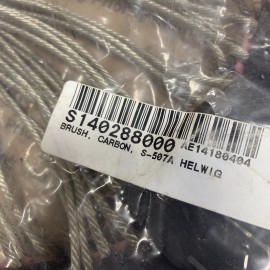 S140288000 AE14180404
BRUSH, CARBON, S-507A HELWIG